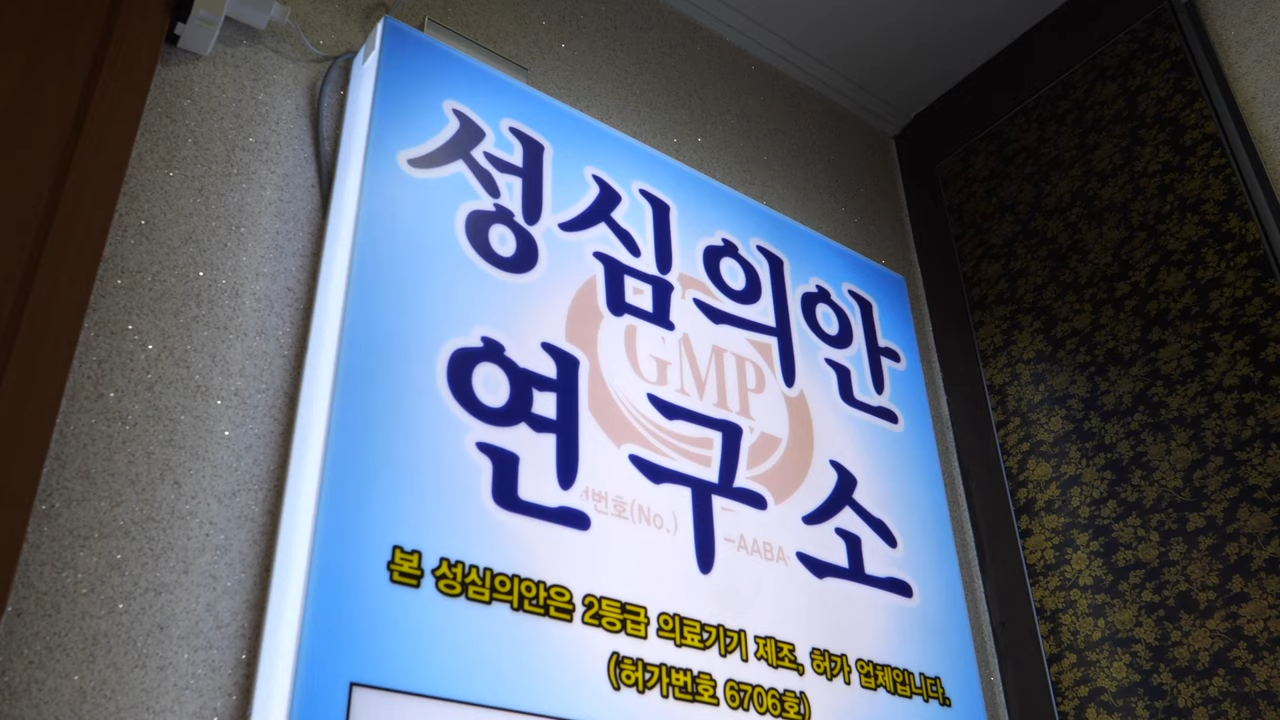 성심의안
연구소
GMP
번호(No.)
-AABA-
본 성심의안은 2등급 의료기기 제조, 허가 업체입니다.
(허가번호 6706호)